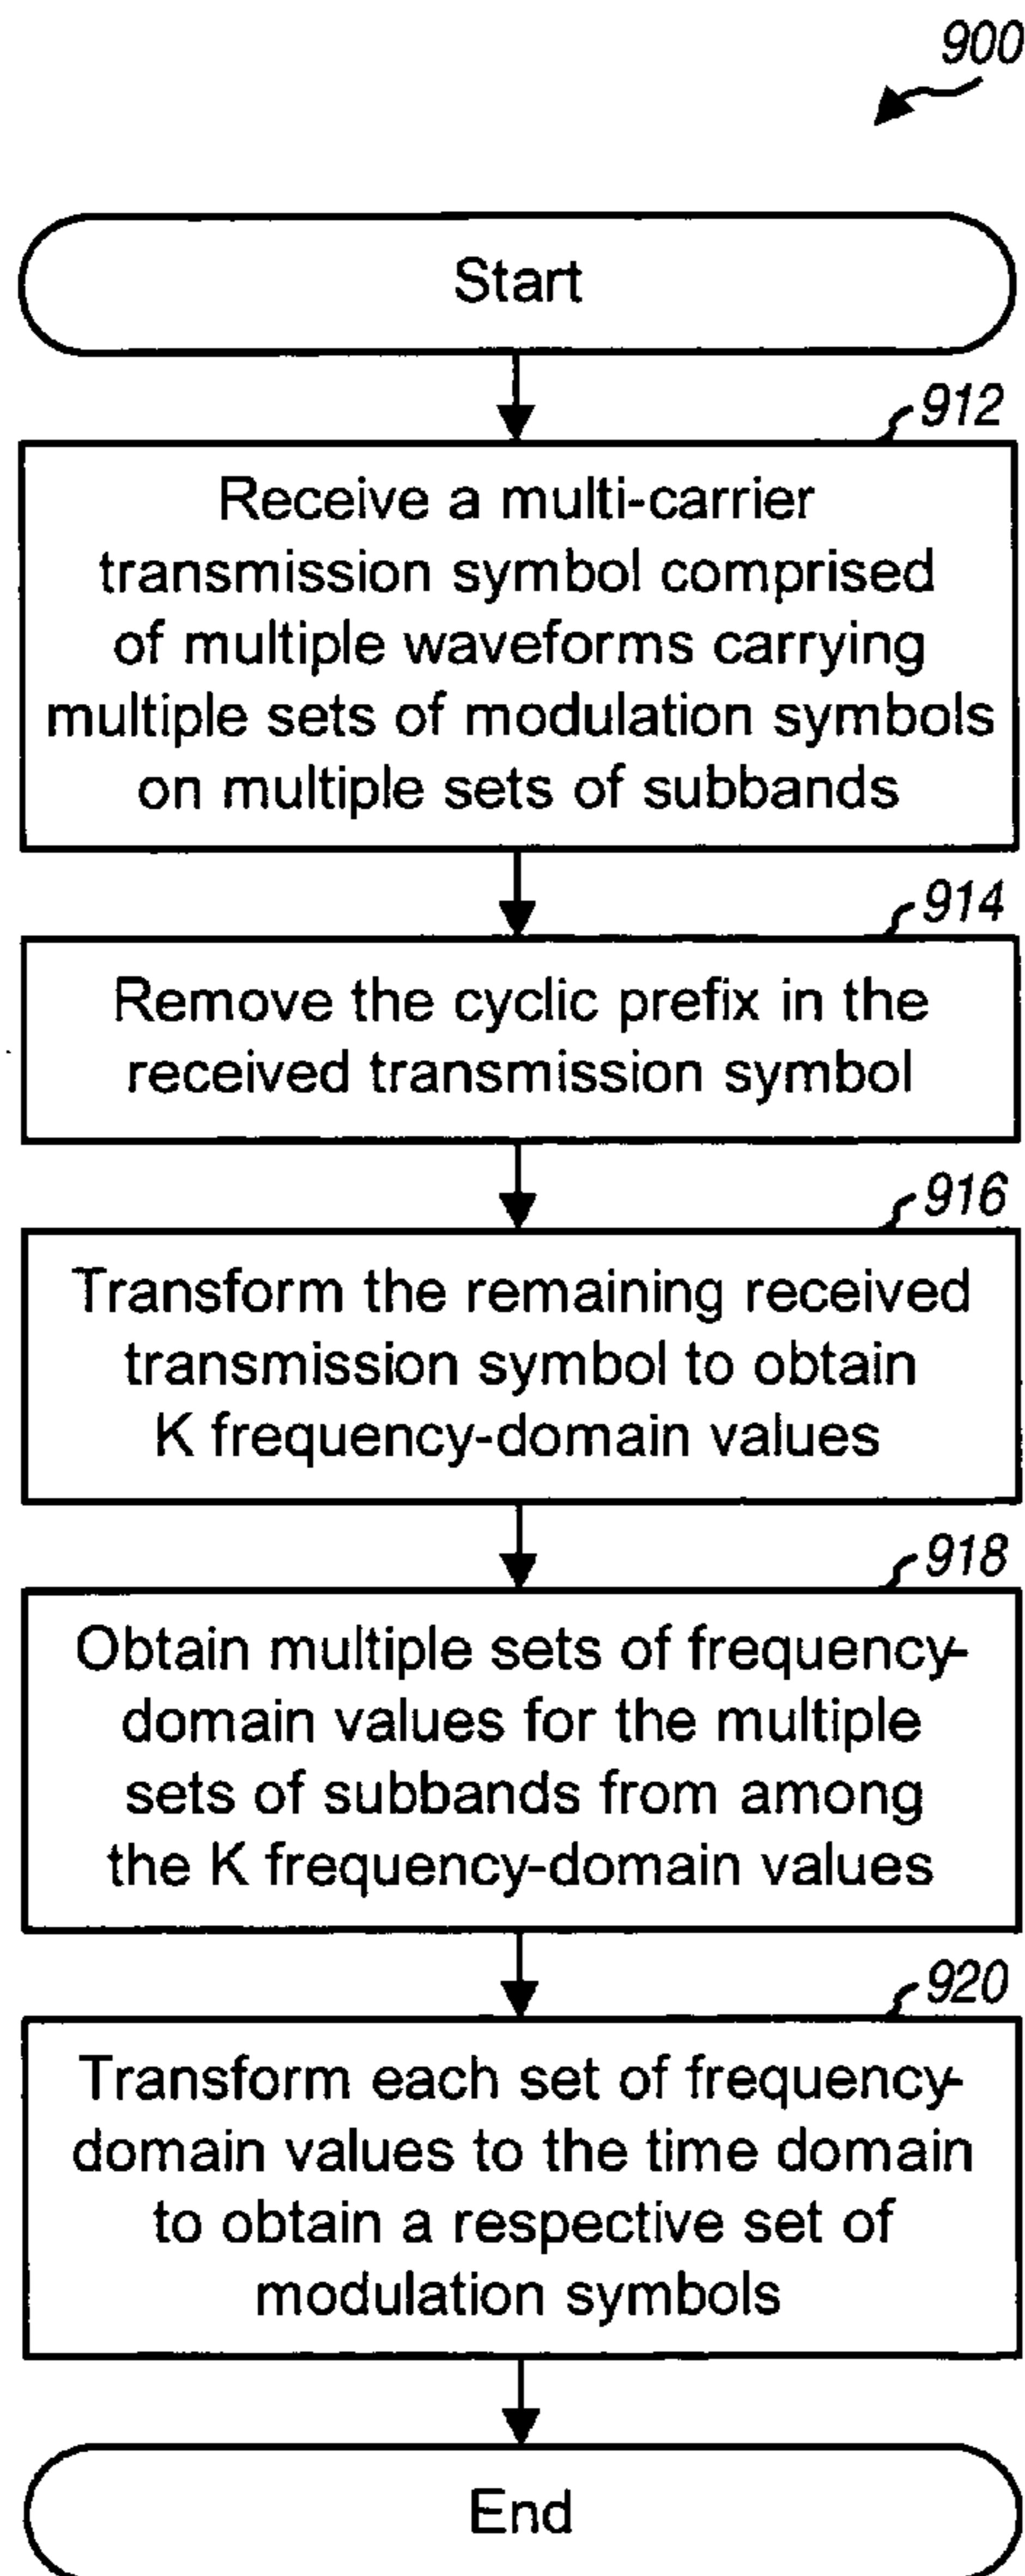 900
Start
912
Receive a multi-carrier
transmission symbol comprised
of multiple waveforms carrying
multiple sets of modulation symbols
on multiple sets of subbands
914
Remove the cyclic prefix in the
received transmission symbol
916
Transform the remaining received
transmission symbol to obtain
K frequency-domain values
918
Obtain multiple sets of frequency-
domain values for the multiple
sets of subbands from among
the K frequency-domain values
920
Transform each set of frequency-
domain values to the time domain
to obtain a respective set of
modulation symbols
End